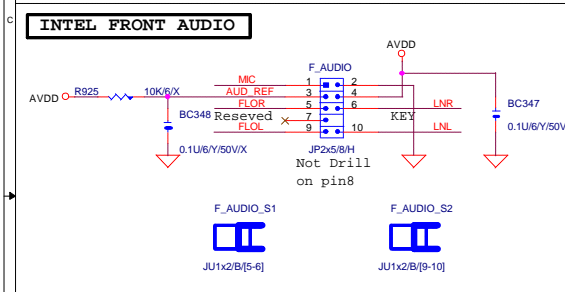 C
INTEL FRONT AUDIO
AVDD
F_AUDIO
MIC 1 2
AVDD R925 10K/6/X AUD_REF 3 4
FLOR 5 6 LNR BC347
BC348 Reseved 7 KEY
FLOL 9 10 LNL 0.1U/6/Y/50V
0.1U/6/Y/50V/X JP2x5/8/H
Not Drill
on pin8
F_AUDIO_S1 F_AUDIO_S2
JU1x2/B/[5-6] JU1x2/B/[9-10]